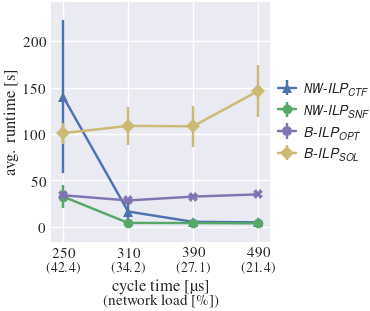 avg. runtime [s]
200
150
100
50
0
250 310 390 490
(42.4) (34.2) (27.1) (21.4)
cycle time [µs]
(network load [%])
NW-ILP_CTF
NW-ILP_SNF
B-ILP_OPT
B-ILP_SOL